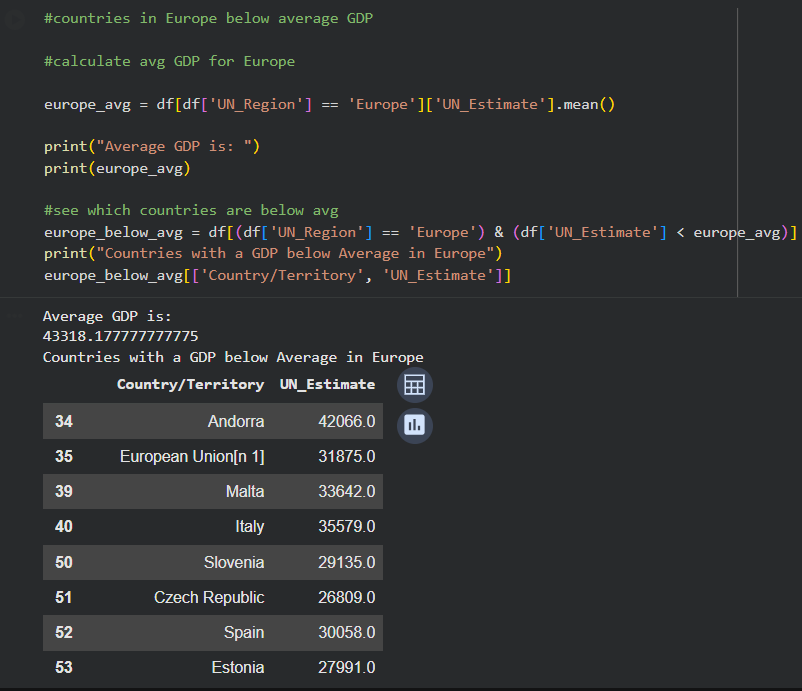 #countries in Europe below average GDP
#calculate avg GDP for Europe
europe_avg = df[df['UN_Region'] == 'Europe']['UN_Estimate'].mean()
print("Average GDP is: ")
print(europe_avg)
#see which countries are below avg
europe_below_avg = df[(df['UN_Region'] == 'Europe') & (df['UN_Estimate'] < europe_avg)]
print("Countries with a GDP below Average in Europe")
europe_below_avg[['Country/Territory', 'UN_Estimate']]
Average GDP is:
43318.177777777775
Countries with a GDP below Average in Europe
Country/Territory UN_Estimate
34 Andorra 42066.0
35 European Union[n 1] 31875.0
39 Malta 33642.0
40 Italy 35579.0
50 Slovenia 29135.0
51 Czech Republic 26809.0
52 Spain 30058.0
53 Estonia 27991.0